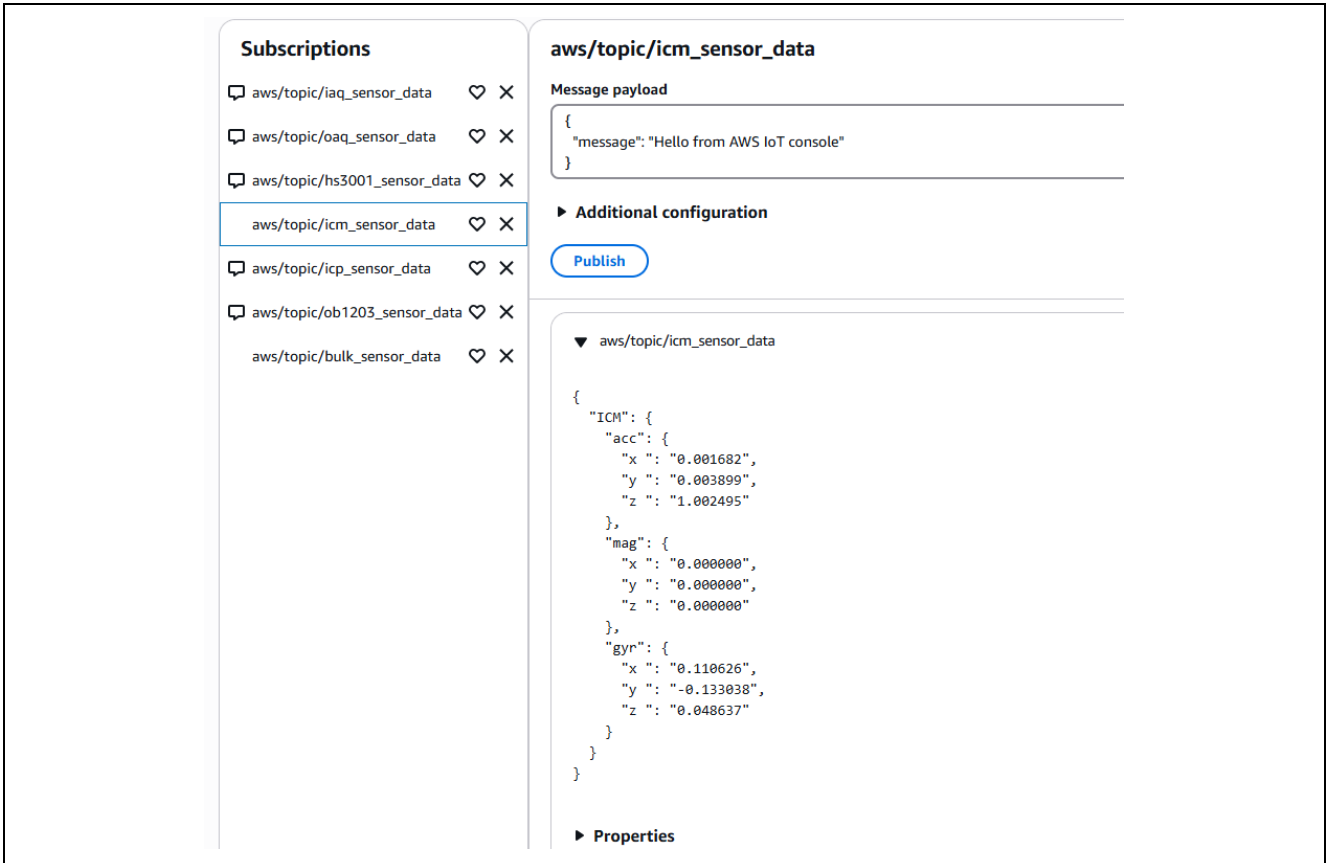 Subscriptions
aws/topic/iaq_sensor_data
aws/topic/oaq_sensor_data
aws/topic/hs3001_sensor_data
aws/topic/icm_sensor_data
aws/topic/icp_sensor_data
aws/topic/ob1203_sensor_data
aws/topic/bulk_sensor_data
aws/topic/icm_sensor_data
Message payload
{
"message": "Hello from AWS IoT console"
}
Additional configuration
Publish
aws/topic/icm_sensor_data
{
  "ICM": {
    "acc": {
      "x ": "0.001682",
      "y ": "0.003899",
      "z ": "1.002495"
    },
    "mag": {
      "x ": "0.000000",
      "y ": "0.000000",
      "z ": "0.000000"
    },
    "gyr": {
      "x ": "0.110626",
      "y ": "-0.133038",
      "z ": "0.048637"
    }
  }
}
Properties